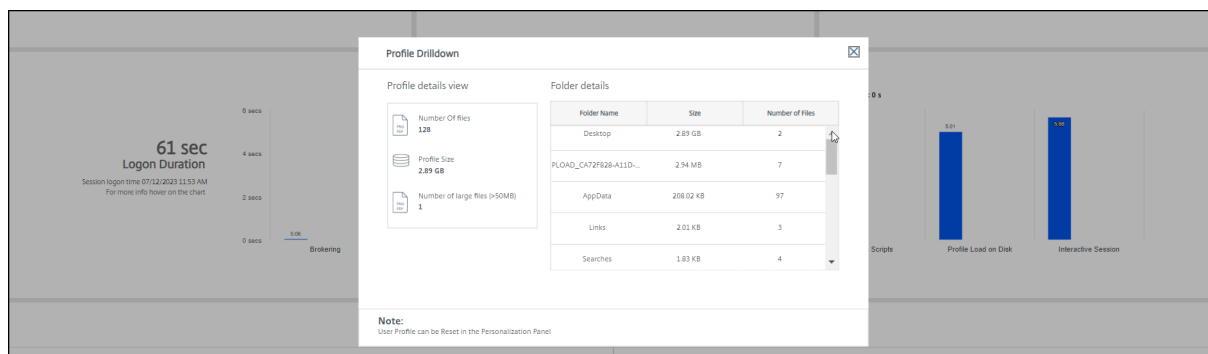 Profile Drilldown
Profile details view
Number Of files
128
Profile Size
2.89 GB
Number of large files (>50MB)
1
Folder details
Folder Name Size Number of Files
Desktop 2.89 GB 2
PLOAD_CA72F828-A11D-... 2.94 MB 7
AppData 208.02 KB 97
Links 2.01 KB 3
Searches 1.83 KB 4
Note:
User Profile can be Reset in the Personalization Panel
61 sec
Logon Duration
Session logon time 07/12/2023 11:53 AM
For more info hover on the chart
6 secs
4 secs
2 secs
0 secs
Brokering
: 0 s
5.01
Scripts Profile Load on Disk Interactive Session